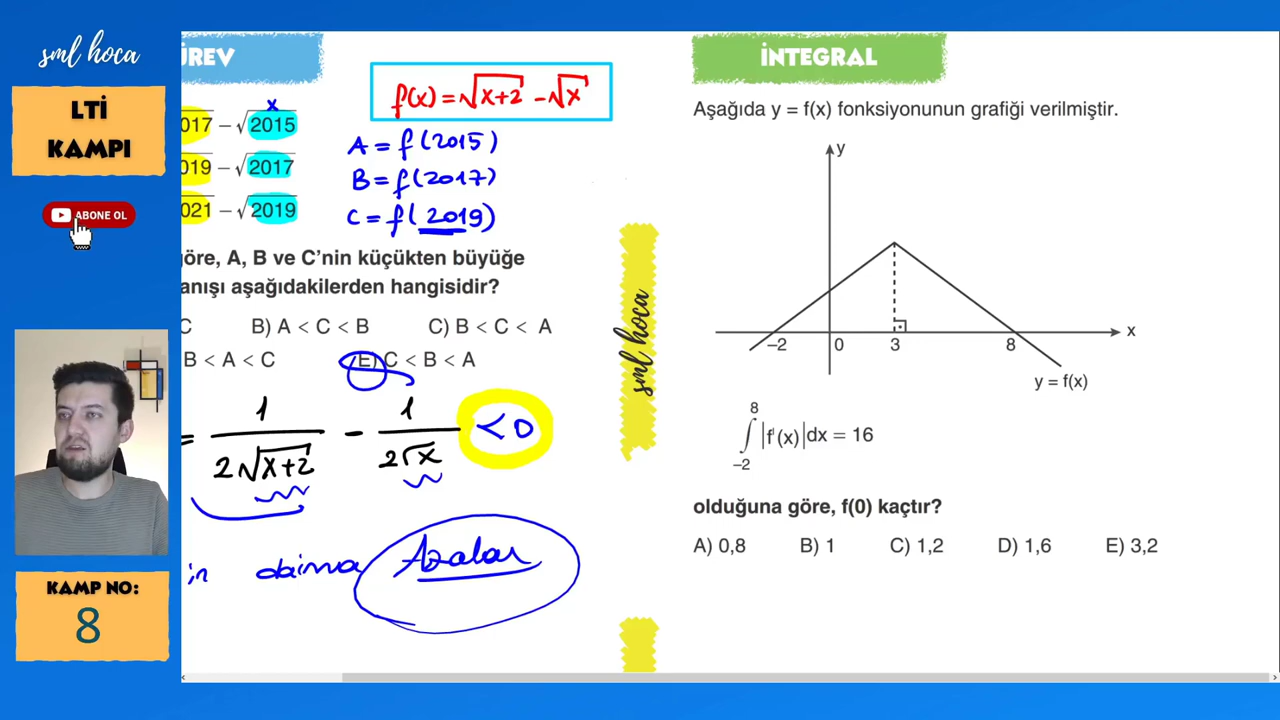 sml hoca
LTİ
KAMPI
ABONE OL
KAMP NO:
8
ÜREV
f(x) = √x+2 - √x
x
017 – √2015
019 – √2017
021 – √2019
A = f(2015)
B = f(2017)
C = f(2019)
göre, A, B ve C'nin küçükten büyüğe
anışı aşağıdakilerden hangisidir?
C B) A < C < B C) B < C < A
B < A < C E) C < B < A
= 1/2√x+2 - 1/2√x < 0
in daima Azalan
sml hoca
İNTEGRAL
Aşağıda y = f(x) fonksiyonunun grafiği verilmiştir.
y
x
–2 0 3 8
y = f(x)
8
∫ |f'(x)|dx = 16
–2
olduğuna göre, f(0) kaçtır?
A) 0,8 B) 1 C) 1,2 D) 1,6 E) 3,2